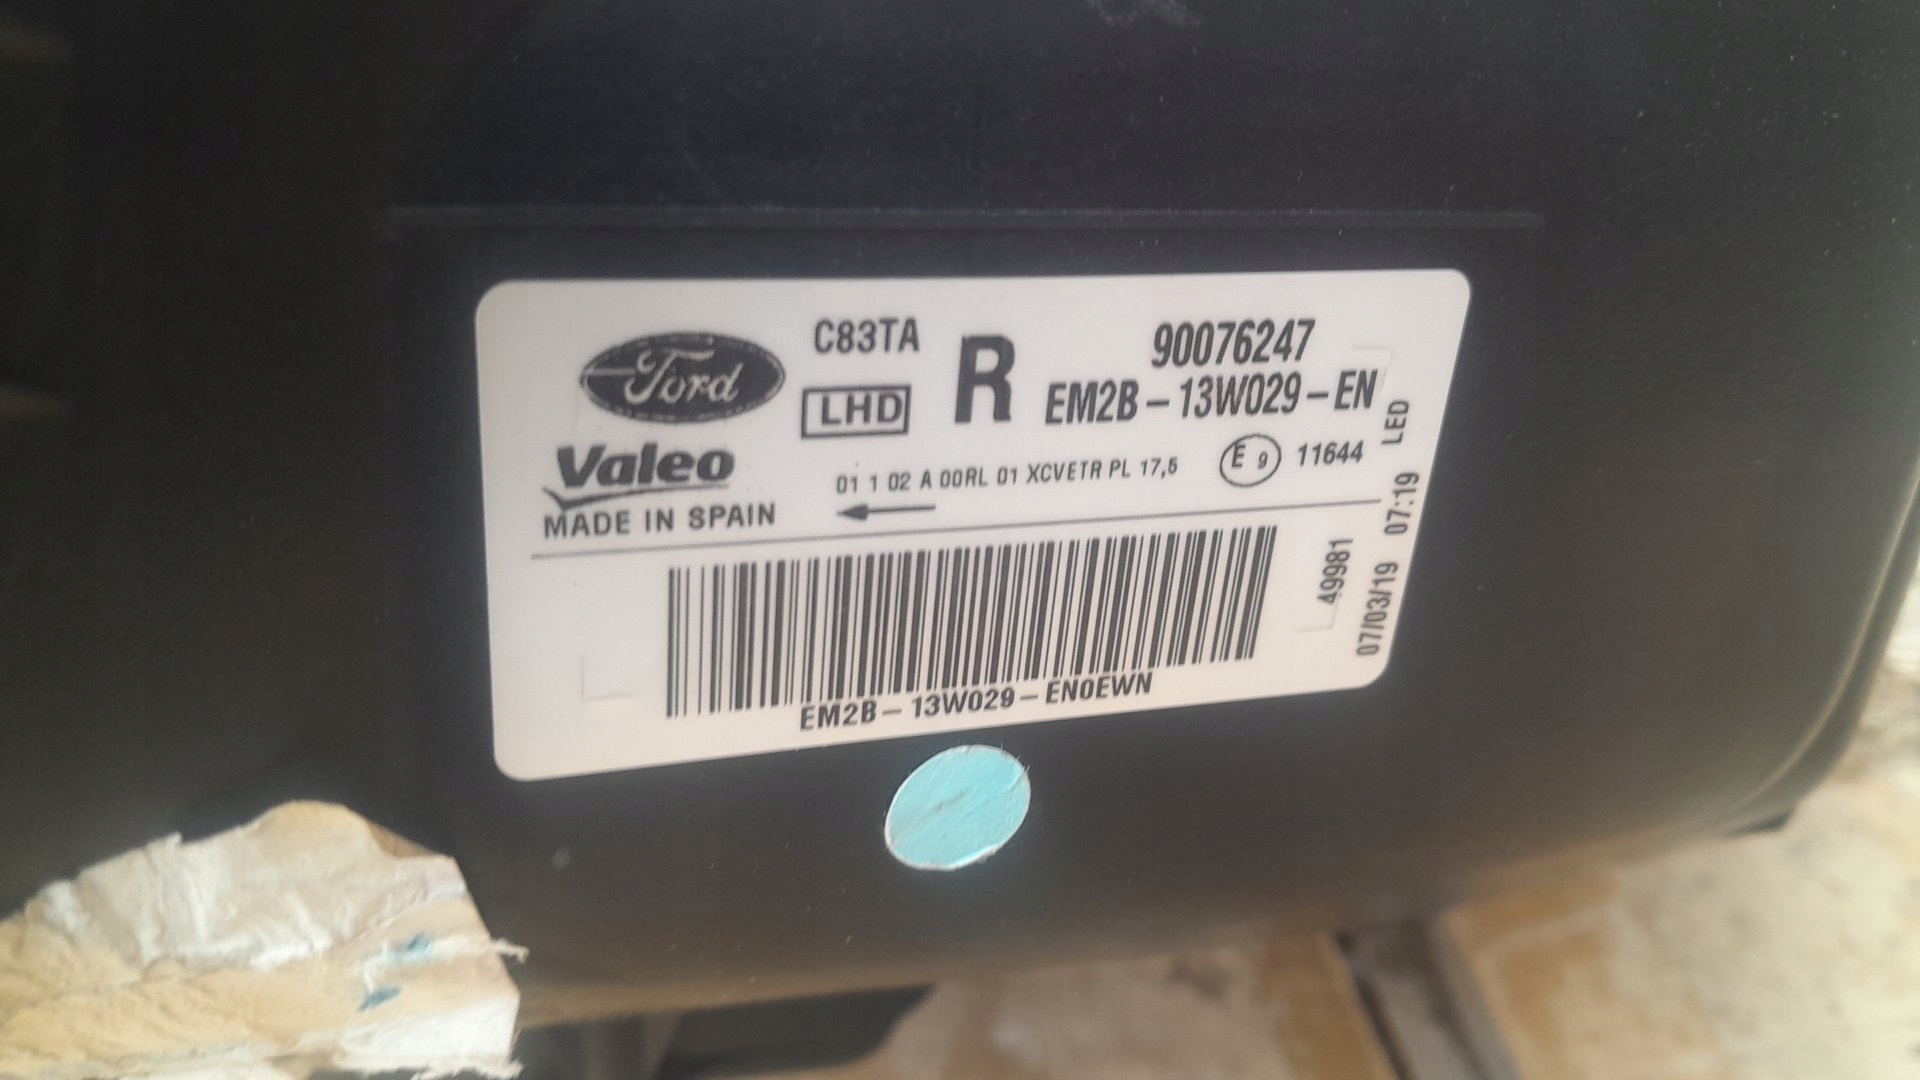 Ford
C83TA
LHD
R
90076247
EM2B-13W029-EN
Valeo
MADE IN SPAIN
01 1 02 A 00RL 01 XCVETR PL 17,5
E 9
11644
LED
49981
07/03/19 07:19
EM2B-13W029-EN0EWN